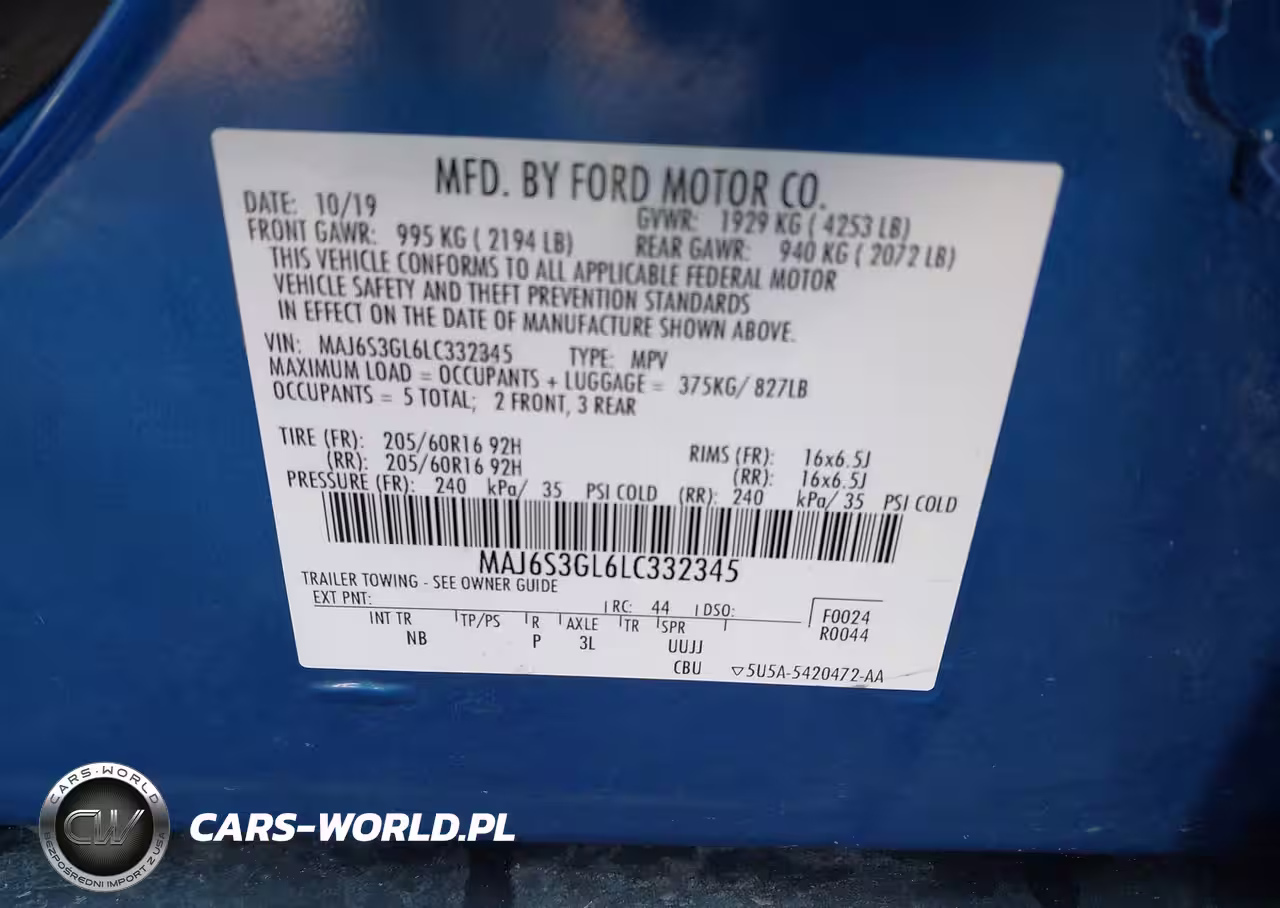 MFD. BY FORD MOTOR CO.
DATE: 10/19 GVWR: 1929 KG ( 4253 LB)
FRONT GAWR: 995 KG ( 2194 LB) REAR GAWR: 940 KG ( 2072 LB)
THIS VEHICLE CONFORMS TO ALL APPLICABLE FEDERAL MOTOR
VEHICLE SAFETY AND THEFT PREVENTION STANDARDS
IN EFFECT ON THE DATE OF MANUFACTURE SHOWN ABOVE.
VIN: MAJ6S3GL6LC332345 TYPE: MPV
MAXIMUM LOAD = OCCUPANTS + LUGGAGE = 375KG/ 827LB
OCCUPANTS = 5 TOTAL; 2 FRONT, 3 REAR
TIRE (FR): 205/60R16 92H RIMS (FR): 16x6.5J
(RR): 205/60R16 92H (RR): 16x6.5J
PRESSURE (FR): 240 kPa/ 35 PSI COLD (RR): 240 kPa/ 35 PSI COLD
MAJ6S3GL6LC332345
TRAILER TOWING - SEE OWNER GUIDE
EXT PNT: RC: 44 DSO: F0024
INT TR TP/PS R AXLE TR SPR R0044
NB P 3L UUJJ
CBU ▽5U5A-5420472-AA
CARS-WORLD
CW
BEZPOŚREDNI IMPORT Z USA
CARS-WORLD.PL